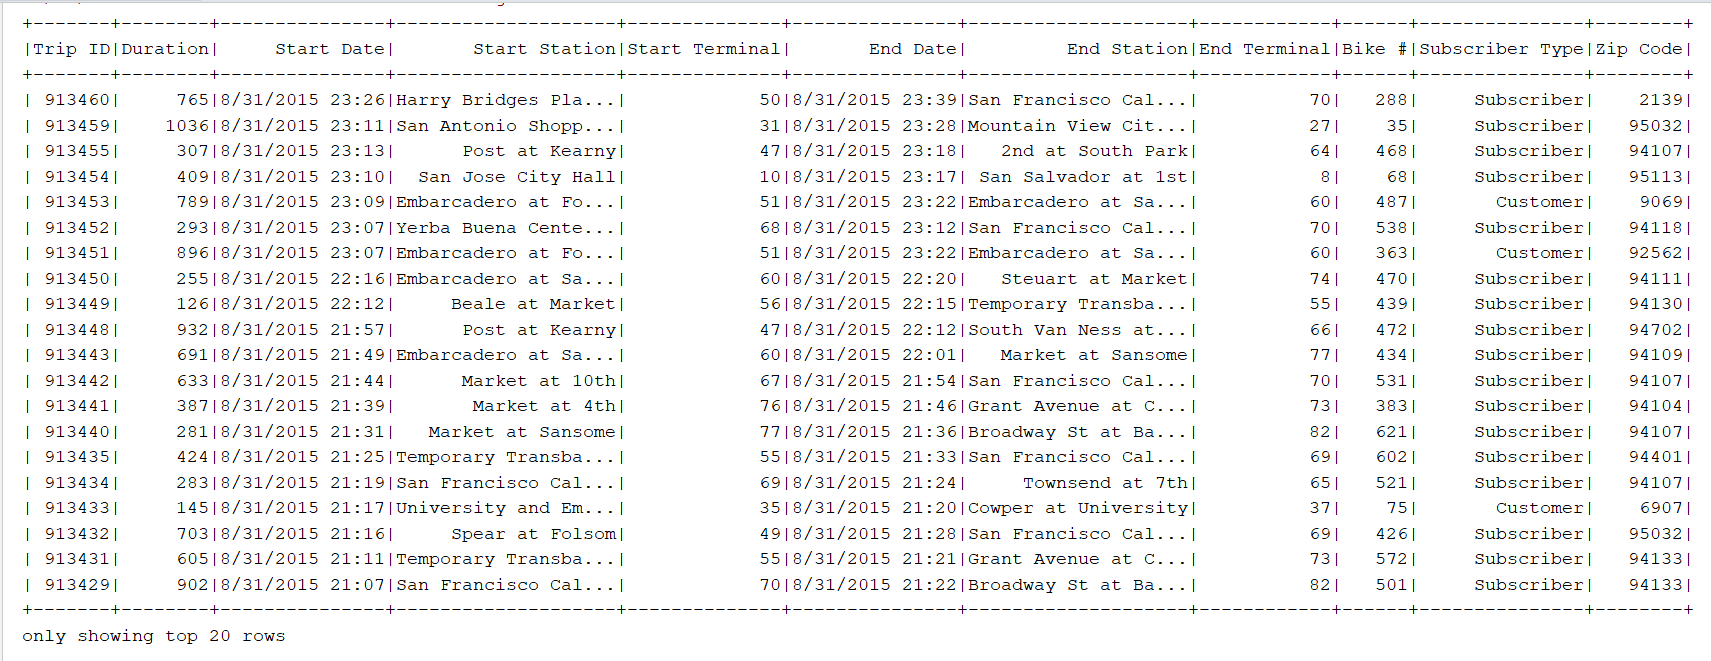 +-------+--------+---------------+--------------------+--------------+---------------+--------------------+------------+------+---------------+--------+
|Trip ID|Duration|     Start Date|       Start Station|Start Terminal|       End Date|         End Station|End Terminal|Bike #|Subscriber Type|Zip Code|
+-------+--------+---------------+--------------------+--------------+---------------+--------------------+------------+------+---------------+--------+
| 913460|     765|8/31/2015 23:26|Harry Bridges Pla...|            50|8/31/2015 23:39|San Francisco Cal...|          70|   288|     Subscriber|    2139|
| 913459|    1036|8/31/2015 23:11|San Antonio Shopp...|            31|8/31/2015 23:28|Mountain View Cit...|          27|    35|     Subscriber|   95032|
| 913455|     307|8/31/2015 23:13|      Post at Kearny|            47|8/31/2015 23:18|   2nd at South Park|          64|   468|     Subscriber|   94107|
| 913454|     409|8/31/2015 23:10|  San Jose City Hall|            10|8/31/2015 23:17| San Salvador at 1st|           8|    68|     Subscriber|   95113|
| 913453|     789|8/31/2015 23:09|Embarcadero at Fo...|            51|8/31/2015 23:22|Embarcadero at Sa...|          60|   487|       Customer|    9069|
| 913452|     293|8/31/2015 23:07|Yerba Buena Cente...|            68|8/31/2015 23:12|San Francisco Cal...|          70|   538|     Subscriber|   94118|
| 913451|     896|8/31/2015 23:07|Embarcadero at Fo...|            51|8/31/2015 23:22|Embarcadero at Sa...|          60|   363|       Customer|   92562|
| 913450|     255|8/31/2015 22:16|Embarcadero at Sa...|            60|8/31/2015 22:20|   Steuart at Market|          74|   470|     Subscriber|   94111|
| 913449|     126|8/31/2015 22:12|     Beale at Market|            56|8/31/2015 22:15|Temporary Transba...|          55|   439|     Subscriber|   94130|
| 913448|     932|8/31/2015 21:57|      Post at Kearny|            47|8/31/2015 22:12|South Van Ness at...|          66|   472|     Subscriber|   94702|
| 913443|     691|8/31/2015 21:49|Embarcadero at Sa...|            60|8/31/2015 22:01|   Market at Sansome|          77|   434|     Subscriber|   94109|
| 913442|     633|8/31/2015 21:44|      Market at 10th|            67|8/31/2015 21:54|San Francisco Cal...|          70|   531|     Subscriber|   94107|
| 913441|     387|8/31/2015 21:39|       Market at 4th|            76|8/31/2015 21:46|Grant Avenue at C...|          73|   383|     Subscriber|   94104|
| 913440|     281|8/31/2015 21:31|   Market at Sansome|            77|8/31/2015 21:36|Broadway St at Ba...|          82|   621|     Subscriber|   94107|
| 913435|     424|8/31/2015 21:25|Temporary Transba...|            55|8/31/2015 21:33|San Francisco Cal...|          69|   602|     Subscriber|   94401|
| 913434|     283|8/31/2015 21:19|San Francisco Cal...|            69|8/31/2015 21:24|     Townsend at 7th|          65|   521|     Subscriber|   94107|
| 913433|     145|8/31/2015 21:17|University and Em...|            35|8/31/2015 21:20|Cowper at University|          37|    75|       Customer|    6907|
| 913432|     703|8/31/2015 21:16|     Spear at Folsom|            49|8/31/2015 21:28|San Francisco Cal...|          69|   426|     Subscriber|   95032|
| 913431|     605|8/31/2015 21:11|Temporary Transba...|            55|8/31/2015 21:21|Grant Avenue at C...|          73|   572|     Subscriber|   94133|
| 913429|     902|8/31/2015 21:07|San Francisco Cal...|            70|8/31/2015 21:22|Broadway St at Ba...|          82|   501|     Subscriber|   94133|
+-------+--------+---------------+--------------------+--------------+---------------+--------------------+------------+------+---------------+--------+
only showing top 20 rows